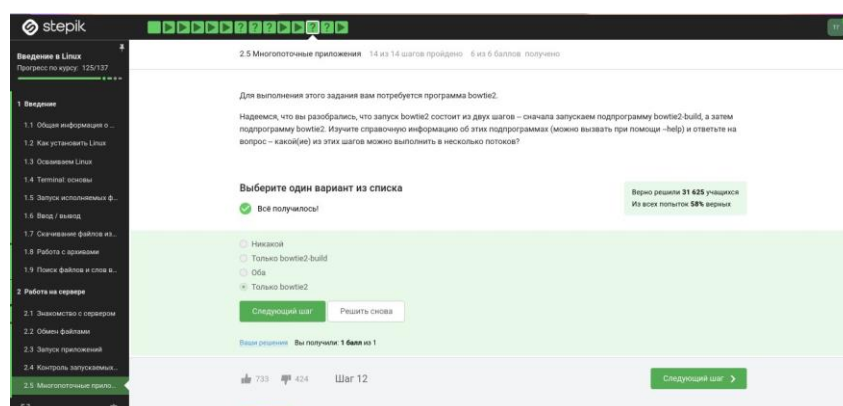 stepik
ТГ
Введение в Linux
Прогресс по курсу: 125/137
2.5 Многопоточные приложения 14 из 14 шагов пройдено 6 из 6 баллов получено
1 Введение
1.1 Общая информация о ...
1.2 Как установить Linux
1.3 Осваиваем Linux
1.4 Terminal: основы
1.5 Запуск исполняемых ф...
1.6 Ввод / вывод
1.7 Скачивание файлов из...
1.8 Работа с архивами
1.9 Поиск файлов и слов в...
2 Работа на сервере
2.1 Знакомство с сервером
2.2 Обмен файлами
2.3 Запуск приложений
2.4 Контроль запускаемых...
2.5 Многопоточные прило...
Для выполнения этого задания вам потребуется программа bowtie2.
Надеемся, что вы разобрались, что запуск bowtie2 состоит из двух шагов – сначала запускаем подпрограмму bowtie2-build, а затем
подпрограмму bowtie2. Изучите справочную информацию об этих подпрограммах (можно вызвать при помощи –help) и ответьте на
вопрос – какой(ие) из этих шагов можно выполнить в несколько потоков?
Выберите один вариант из списка
Всё получилось!
Верно решили 31 625 учащихся
Из всех попыток 58% верных
Никакой
Только bowtie2-build
Оба
Только bowtie2
Следующий шаг
Решить снова
Ваши решения Вы получили: 1 балл из 1
733 424 Шаг 12
Следующий шаг